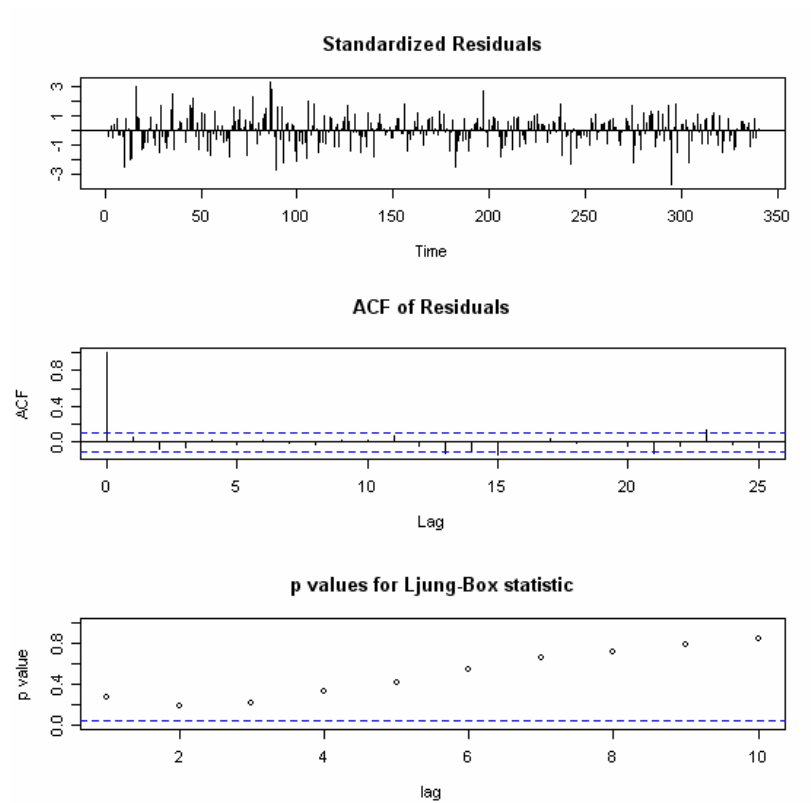 Standardized Residuals
3
1
-1
-3
0 50 100 150 200 250 300 350
Time
ACF of Residuals
ACF
0.8
0.4
0.0
0 5 10 15 20 25
Lag
p values for Ljung-Box statistic
p value
0.8
0.4
0.0
2 4 6 8 10
lag